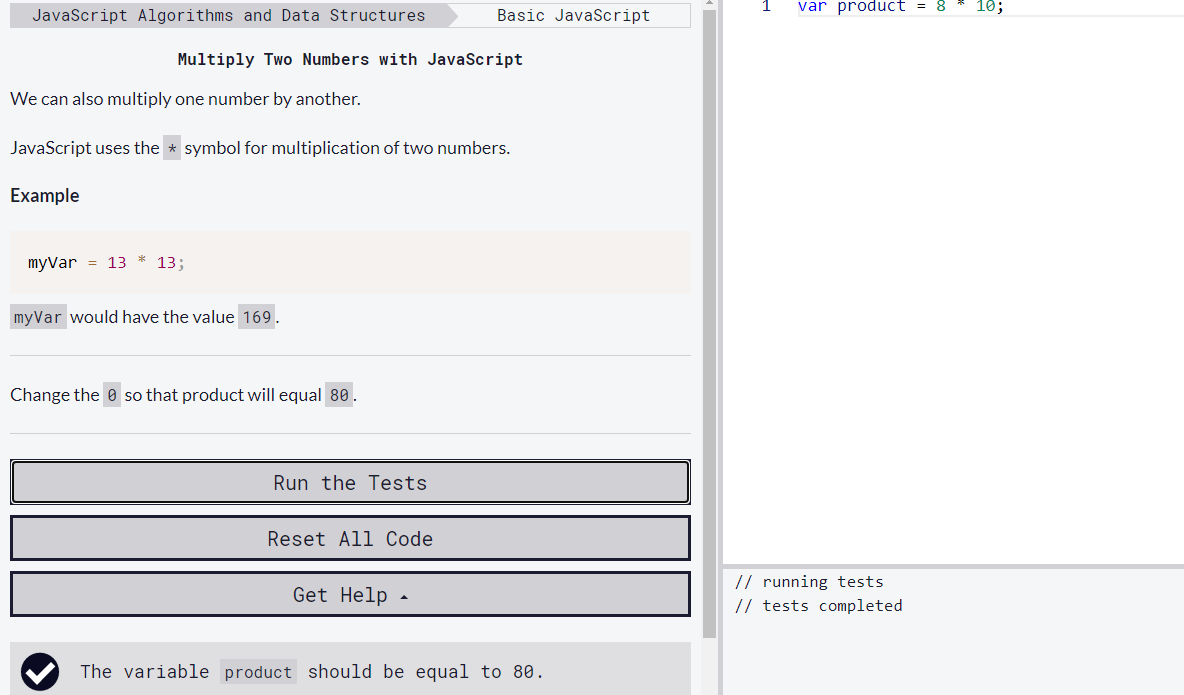 JavaScript Algorithms and Data Structures
Basic JavaScript
Multiply Two Numbers with JavaScript
We can also multiply one number by another.
JavaScript uses the * symbol for multiplication of two numbers.
Example
myVar = 13 * 13;
myVar would have the value 169.
Change the 0 so that product will equal 80.
Run the Tests
Reset All Code
Get Help
The variable product should be equal to 80.
1 var product = 8 * 10;
// running tests
// tests completed